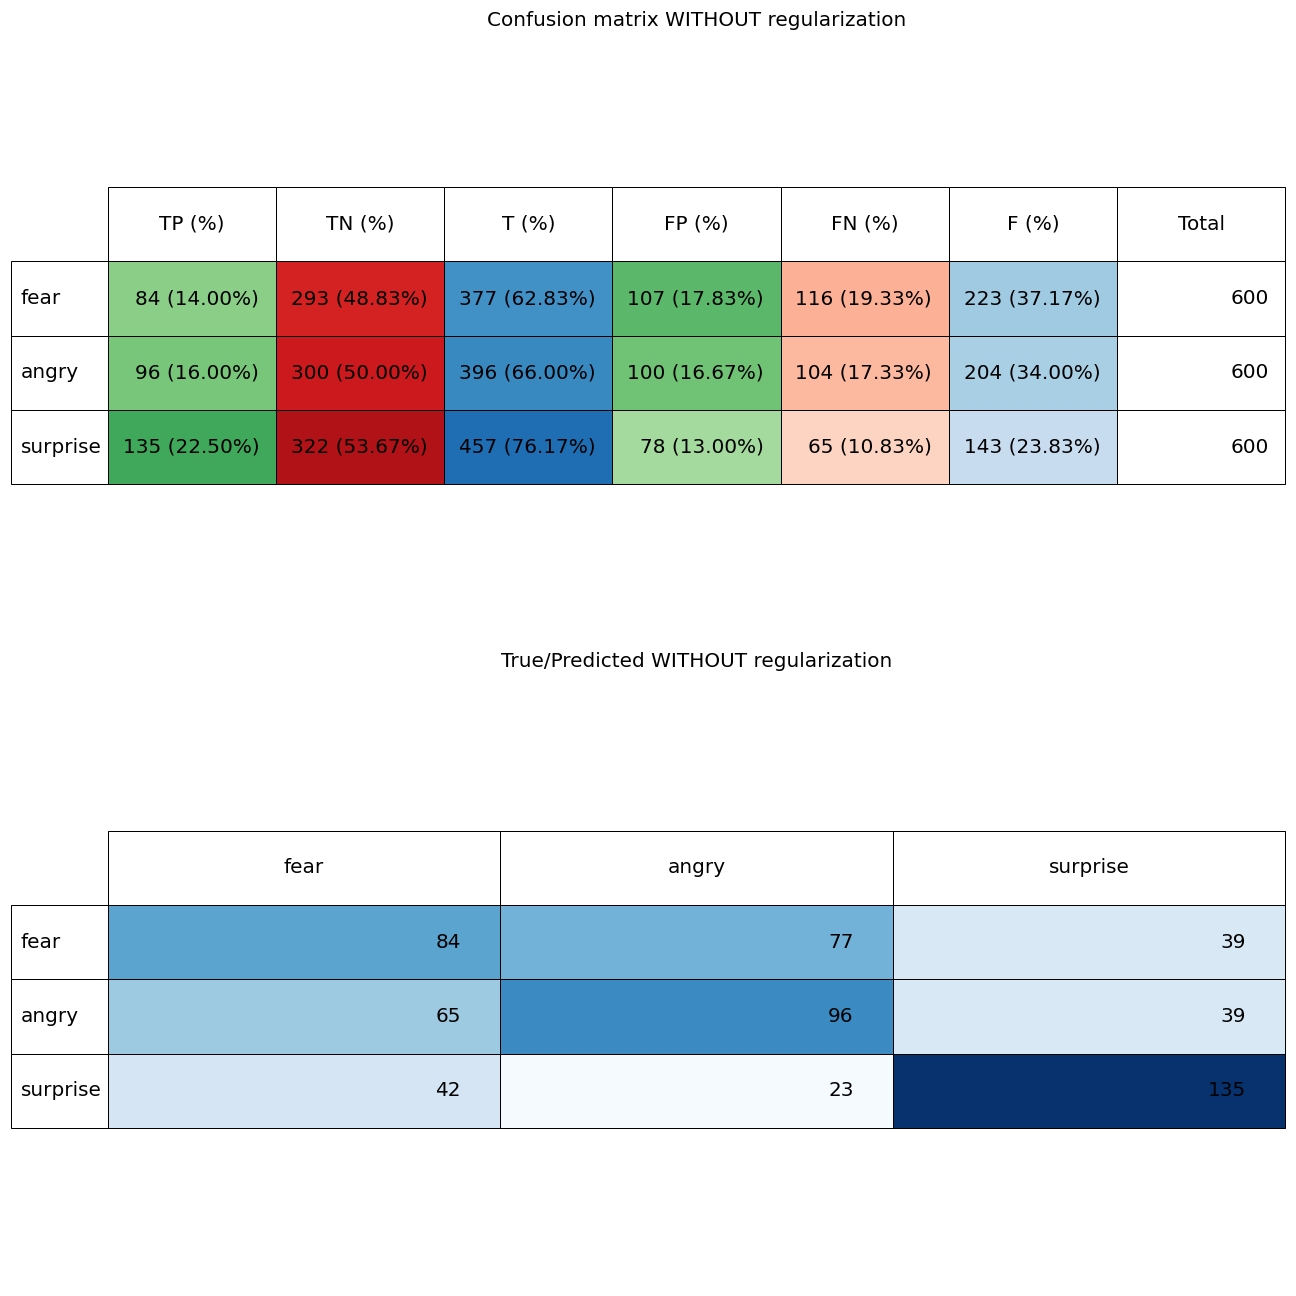 Confusion matrix WITHOUT regularization
TP (%) TN (%) T (%) FP (%) FN (%) F (%) Total
fear 84 (14.00%) 293 (48.83%) 377 (62.83%) 107 (17.83%) 116 (19.33%) 223 (37.17%) 600
angry 96 (16.00%) 300 (50.00%) 396 (66.00%) 100 (16.67%) 104 (17.33%) 204 (34.00%) 600
surprise 135 (22.50%) 322 (53.67%) 457 (76.17%) 78 (13.00%) 65 (10.83%) 143 (23.83%) 600
True/Predicted WITHOUT regularization
fear angry surprise
fear 84 77 39
angry 65 96 39
surprise 42 23 135